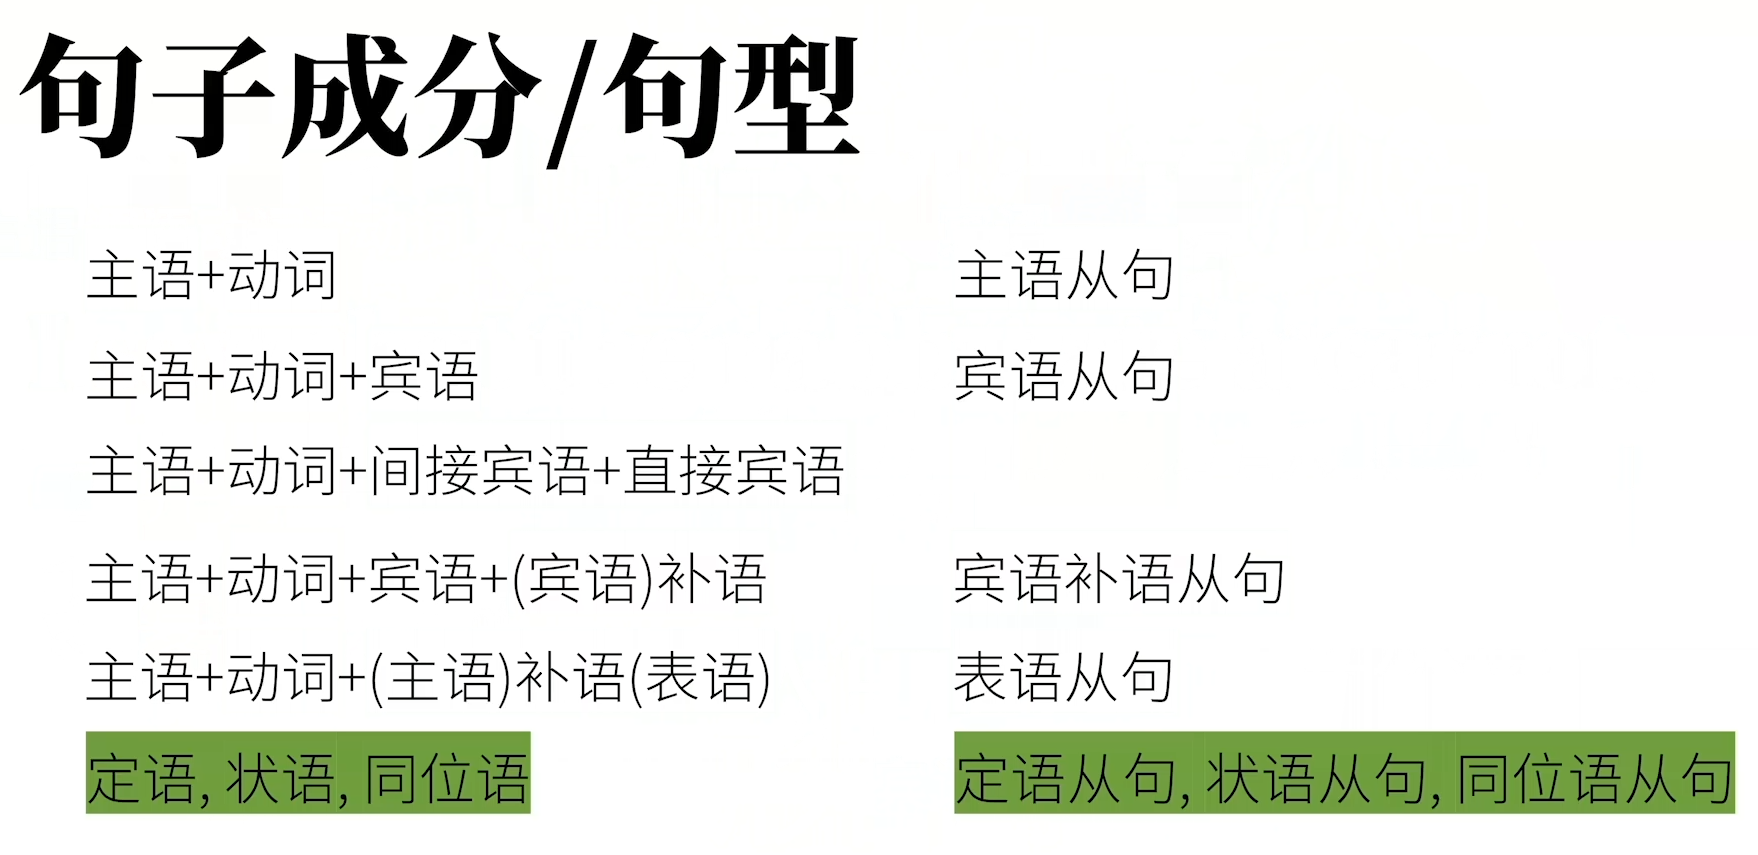 句子成分/句型
主语+动词
主语从句
主语+动词+宾语
宾语从句
主语+动词+间接宾语+直接宾语
主语+动词+宾语+(宾语)补语
宾语补语从句
主语+动词+(主语)补语(表语)
表语从句
定语, 状语, 同位语
定语从句, 状语从句, 同位语从句